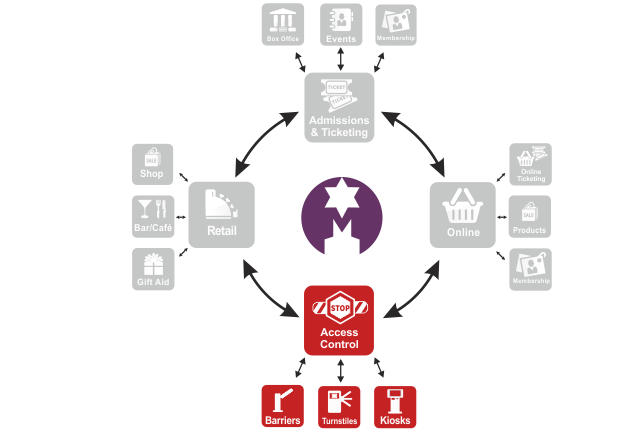 Box Office
Events
Membership
TICKET
TICKET
Admissions
& Ticketing
SALE
Shop
Online
Ticketing
Bar/Café
Retail
M
Online
SALE
Products
Gift Aid
Membership
STOP
Access
Control
Barriers
Turnstiles
Kiosks